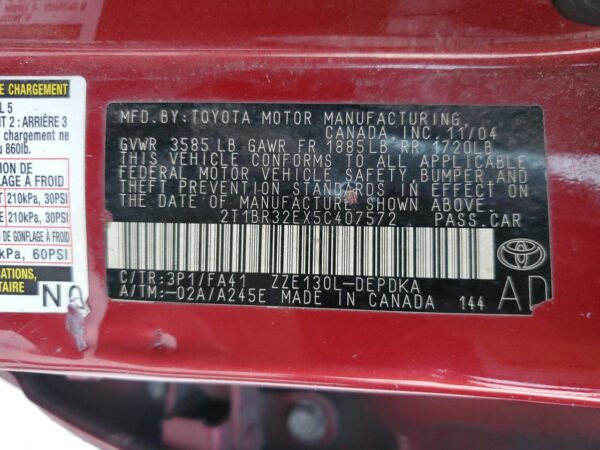 E CHARGEMENT
L 5
NT 2 : ARRIÈRE 3
chargement ne
u 860lb.
N DE
LAGE À FROID
210kPa, 30PSI
210kPa, 30PSI
DE GONFLAGE À FROID
kPa, 60PSI
ATIONS,
TAIRE
NO
MFD. BY: TOYOTA MOTOR MANUFACTURING
CANADA, INC. 11/04
GVWR 3585 LB GAWR FR 1885LB RR 1720LB
THIS VEHICLE CONFORMS TO ALL APPLICABLE
FEDERAL MOTOR VEHICLE SAFETY, BUMPER, AND
THEFT PREVENTION STANDARDS IN EFFECT ON
THE DATE OF MANUFACTURE SHOWN ABOVE.
2T1BR32EX5C407572 PASS. CAR
C/TR: 3P1/FA41 ZZE130L-DEPDKA
A/TM: -02A/A245E MADE IN CANADA 144 AP